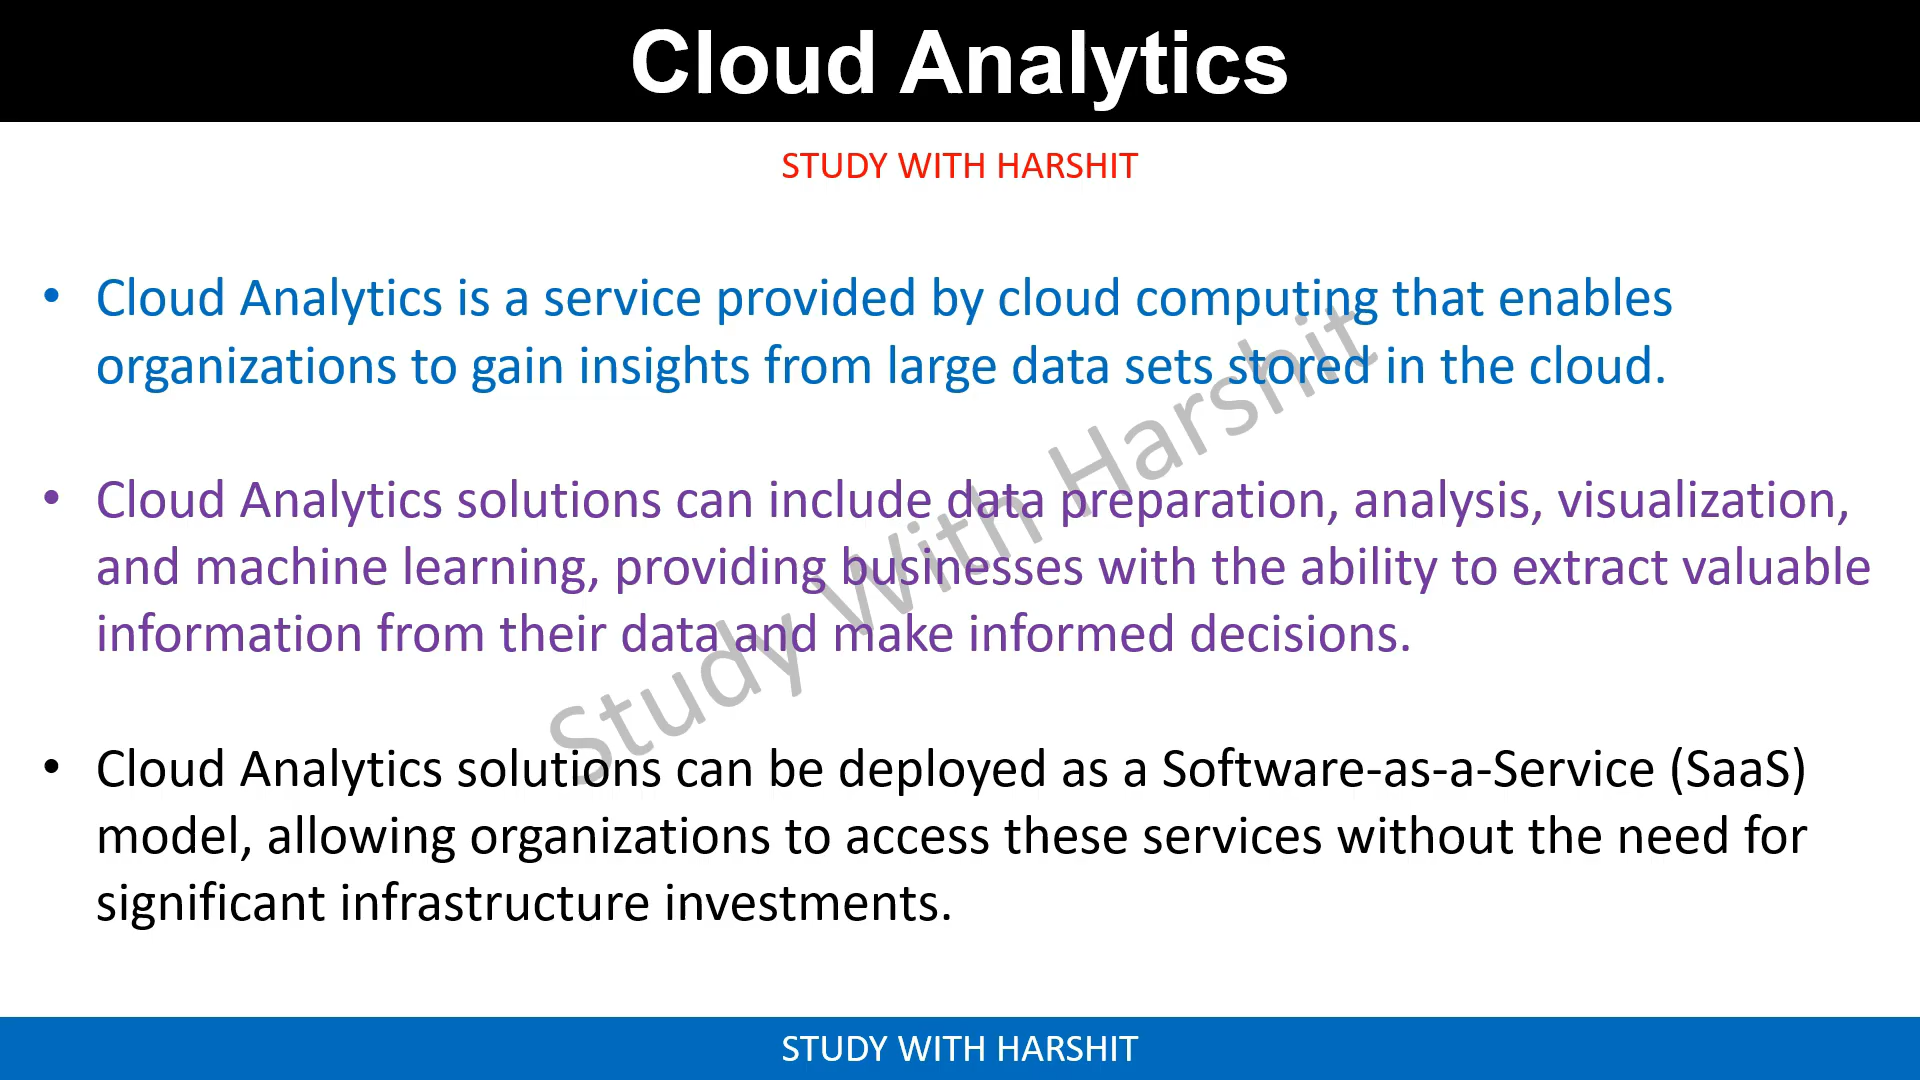 Cloud Analytics
STUDY WITH HARSHIT
• Cloud Analytics is a service provided by cloud computing that enables
organizations to gain insights from large data sets stored in the cloud.
• Cloud Analytics solutions can include data preparation, analysis, visualization,
and machine learning, providing businesses with the ability to extract valuable
information from their data and make informed decisions.
• Cloud Analytics solutions can be deployed as a Software-as-a-Service (SaaS)
model, allowing organizations to access these services without the need for
significant infrastructure investments.
Study With Harshit
STUDY WITH HARSHIT